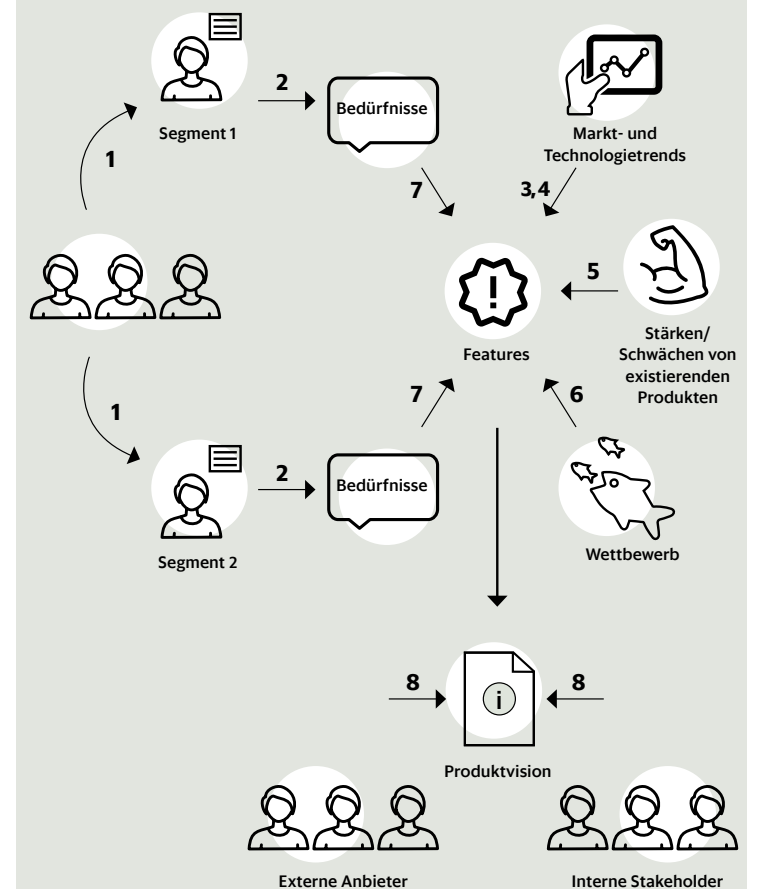 2
Bedürfnisse
Segment 1
Markt- und
Technologietrends
1
7
3,4
5
Features
Stärken/
Schwächen von
existierenden
Produkten
7
6
1
2
Bedürfnisse
Segment 2
Wettbewerb
8
i
8
Produktvision
Externe Anbieter
Interne Stakeholder